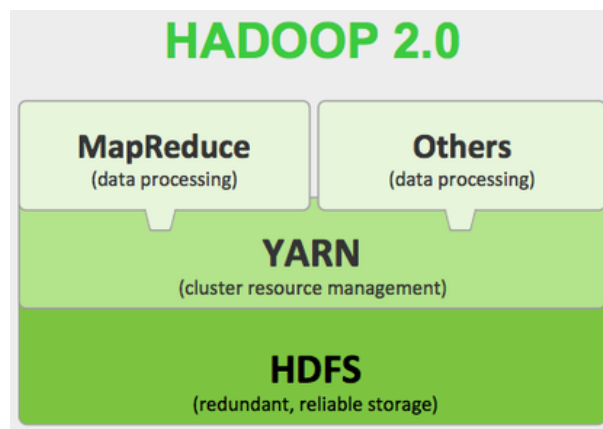 HADOOP 2.0
MapReduce
(data processing)
Others
(data processing)
YARN
(cluster resource management)
HDFS
(redundant, reliable storage)